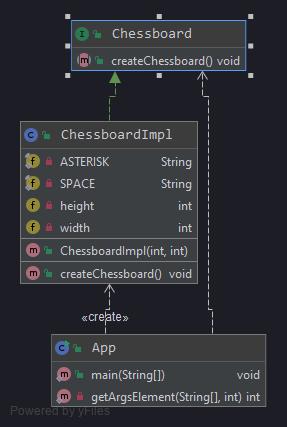 I Chessboard
m createChessboard() void
C ChessboardImpl
f ASTERISK String
f SPACE String
f height int
f width int
m ChessboardImpl(int, int)
m createChessboard() void
«create»
C App
m main(String[]) void
m getArgsElement(String[], int) int
Powered by yFiles